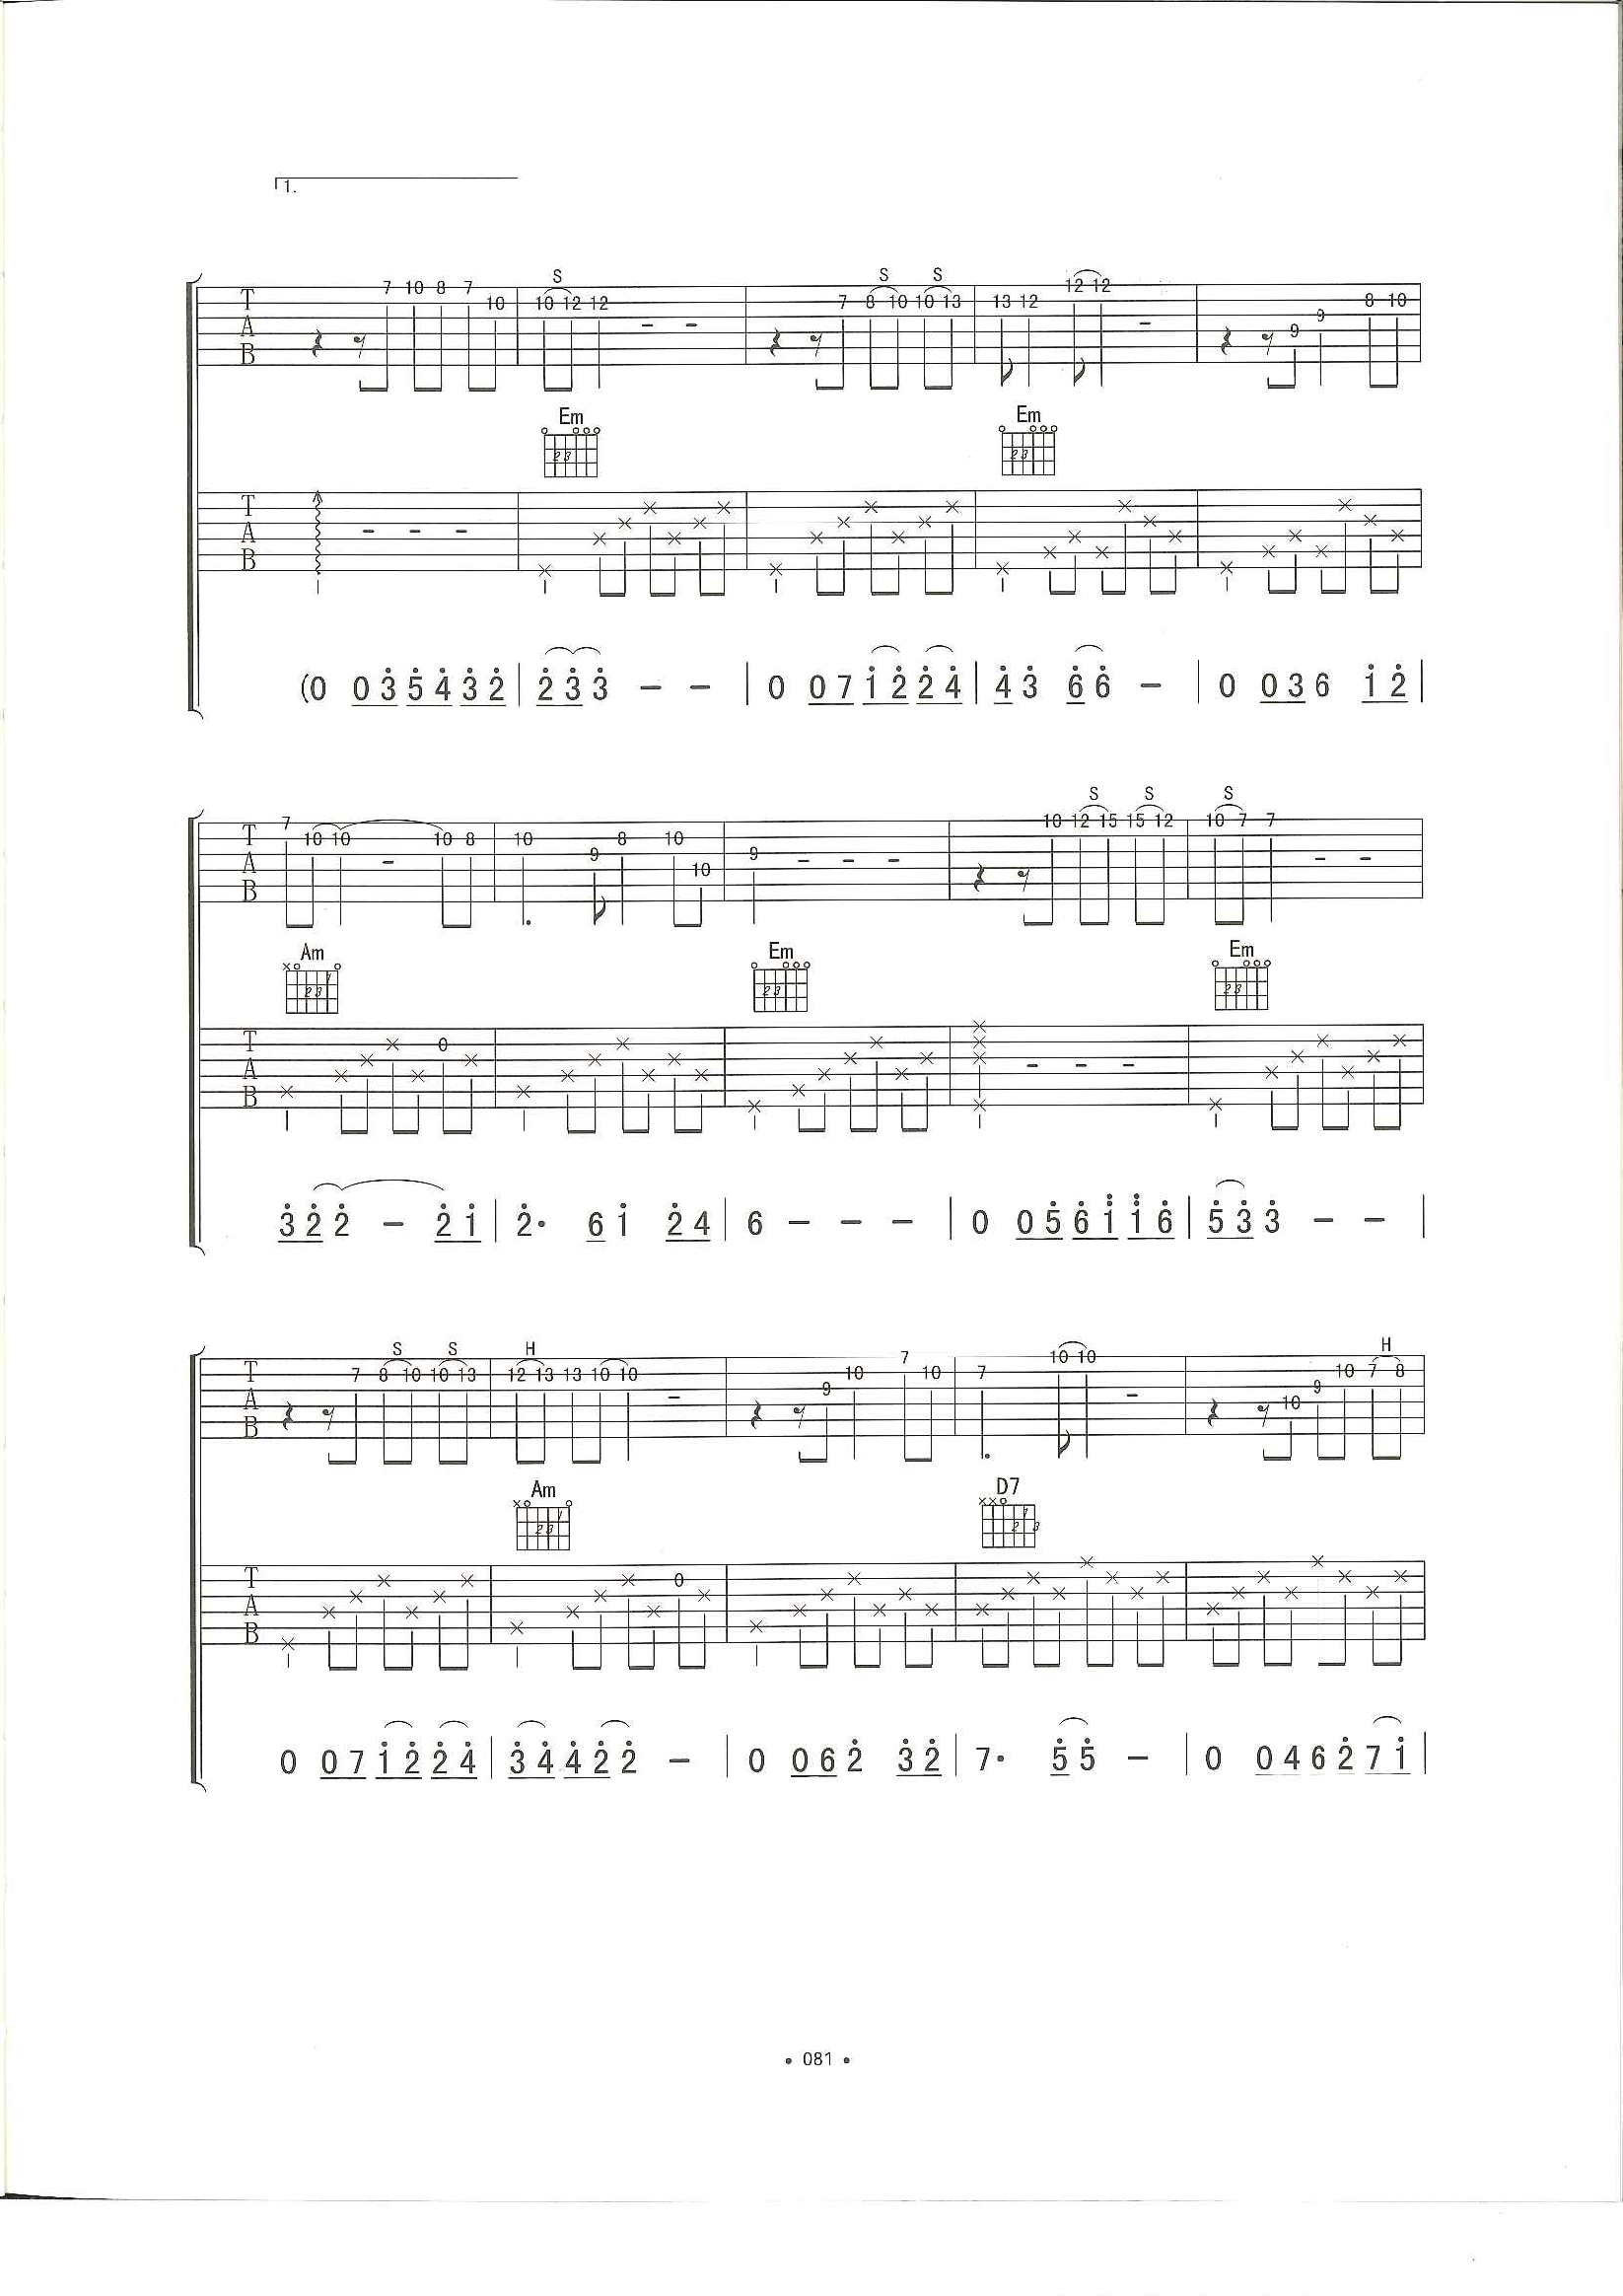 1.
S S S
T A B 7 10 8 7 10 10 12 12 - - 7 8 10 10 13 13 12 12 12 - 9 9 8 10
Em Em
T A B - - -
(0 0 3̇ 5̇ 4̇ 3̇ 2̇ | 2̇ 3̇ 3̇ - - | 0 0 7 1̇ 2̇ 2̇ 4̇ | 4̇ 3̇ 6̇ 6̇ - | 0 0 3 6 1̇ 2̇ |
S S S
T A B 7 10 10 - 10 8 10 9 8 10 10 9 - - - 10 12 15 15 12 10 7 7 - -
Am Em Em
T A B 0 - - -
3̇ 2̇ 2̇ - 2̇ 1̇ | 2̇· 6 1̇ 2̇ 4 | 6 - - - | 0 0 5̇ 6̇ 1̈ 1̈ 6̇ | 5̇ 3̇ 3̇ - - |
S S H H
T A B 7 8 10 10 13 12 13 13 10 10 - 9 10 7 10 7 10 10 - 10 9 10 7 8
Am D7
T A B 0
0 0 7 1̇ 2̇ 2̇ 4̇ | 3̇ 4̇ 4̇ 2̇ 2̇ - | 0 0 6 2̇ 3̇ 2̇ | 7· 5̇ 5̇ - | 0 0 4 6 2̇ 7 1̇ |
• 081 •